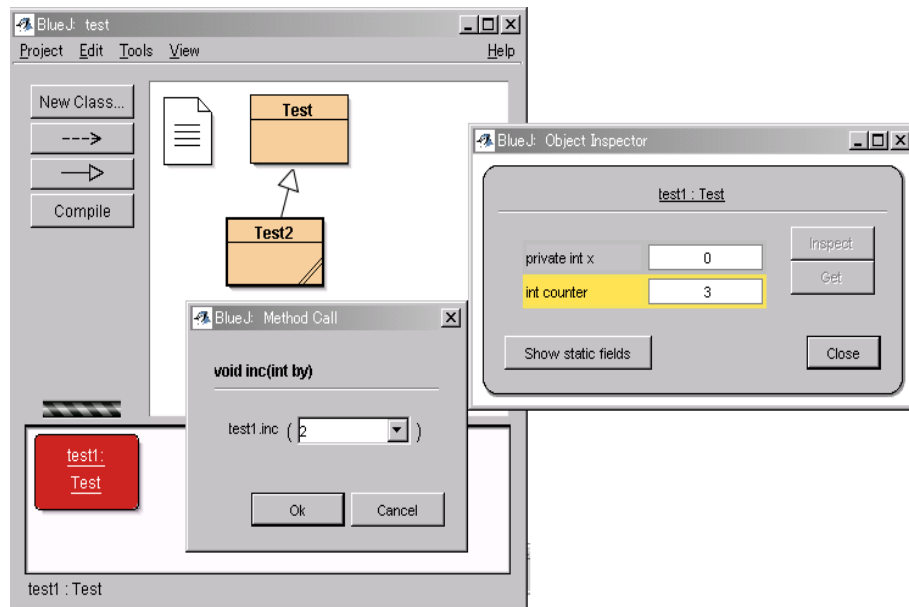 BlueJ: test
Project Edit Tools View Help
New Class...
Compile
Test
Test2
BlueJ: Object Inspector
test1 : Test
private int x 0
int counter 3
Inspect
Get
Show static fields
Close
BlueJ: Method Call
void inc(int by)
test1.inc ( 2 )
Ok Cancel
test1:
Test
test1 : Test